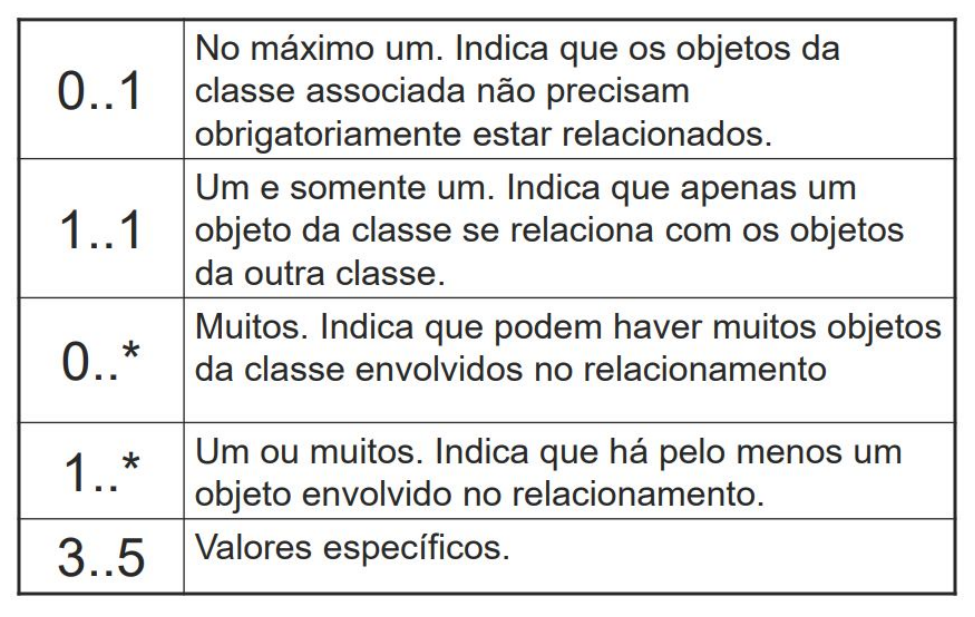 0..1
No máximo um. Indica que os objetos da
classe associada não precisam
obrigatoriamente estar relacionados.
1..1
Um e somente um. Indica que apenas um
objeto da classe se relaciona com os objetos
da outra classe.
0..*
Muitos. Indica que podem haver muitos objetos
da classe envolvidos no relacionamento
1..*
Um ou muitos. Indica que há pelo menos um
objeto envolvido no relacionamento.
3..5
Valores específicos.